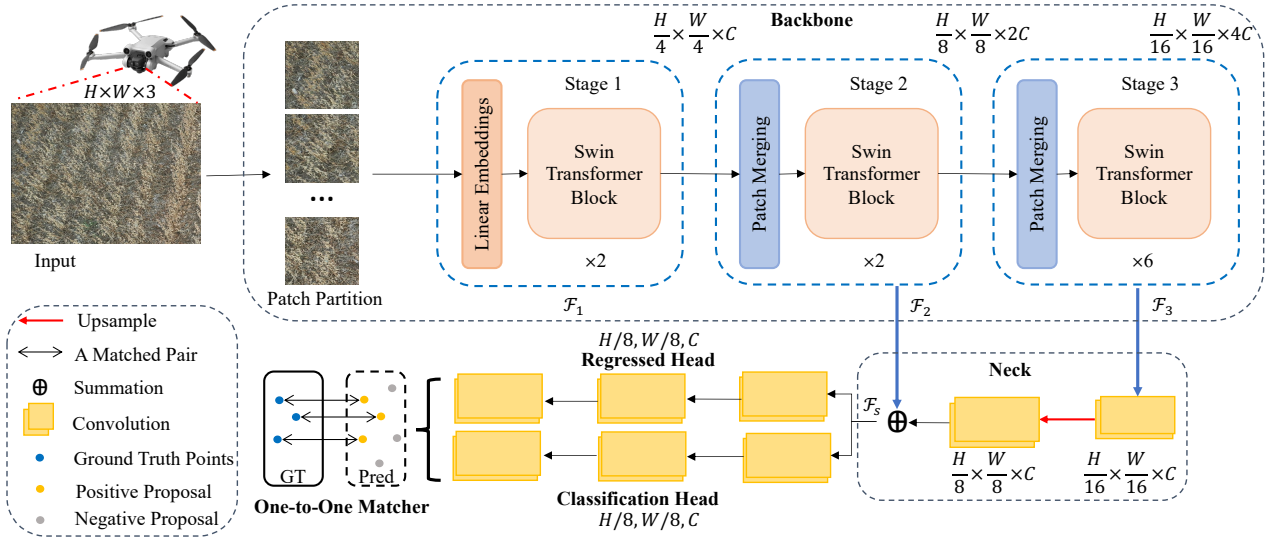 Backbone
H/4 × W/4 × C
H/8 × W/8 × 2C
H/16 × W/16 × 4C
H×W×3
Input
Patch Partition
...
Stage 1
Linear Embeddings
Swin
Transformer
Block
×2
Stage 2
Patch Merging
Swin
Transformer
Block
×2
Stage 3
Patch Merging
Swin
Transformer
Block
×6
ℱ1
ℱ2
ℱ3
Upsample
A Matched Pair
Summation
Convolution
Ground Truth Points
Positive Proposal
Negative Proposal
GT
Pred
One-to-One Matcher
H/8, W/8, C
Regressed Head
Classification Head
H/8, W/8, C
ℱs
Neck
H/8 × W/8 × C
H/16 × W/16 × C